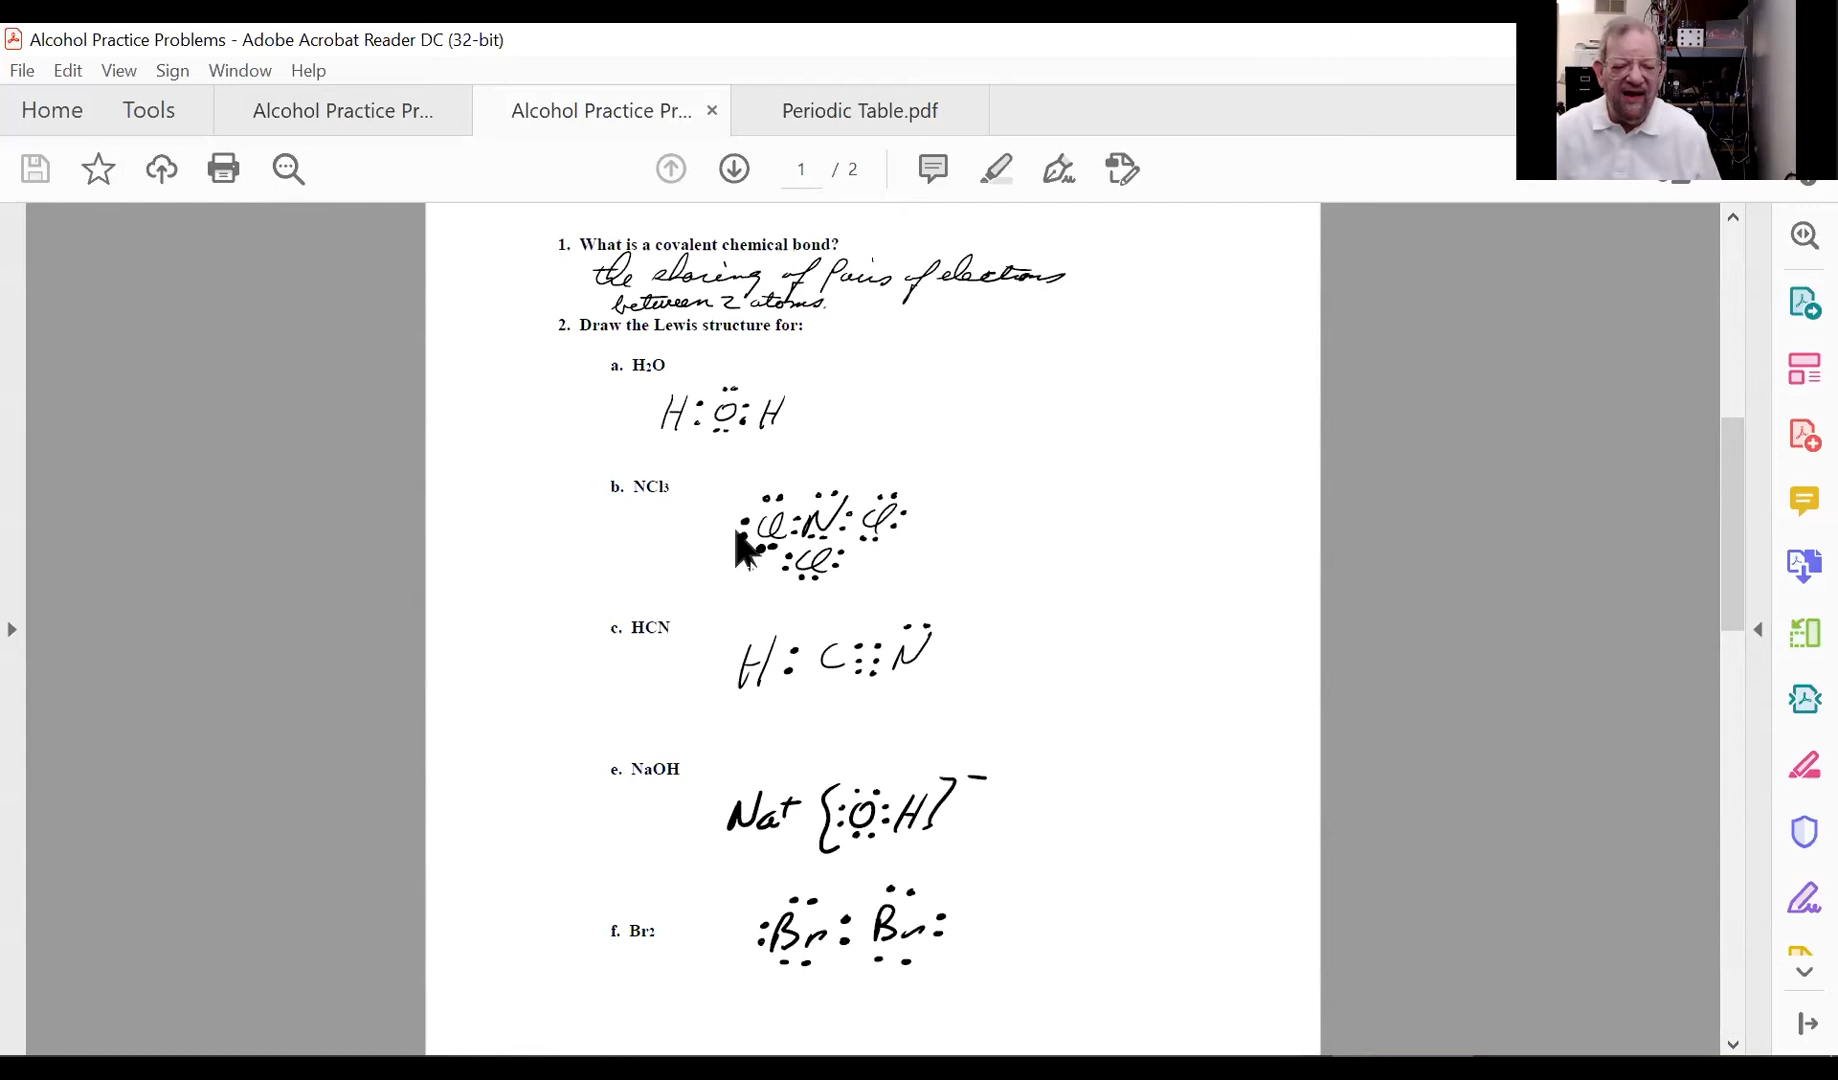 Alcohol Practice Problems - Adobe Acrobat Reader DC (32-bit)
File Edit View Sign Window Help
Home Tools Alcohol Practice Pr... Alcohol Practice Pr... × Periodic Table.pdf
1 / 2
1. What is a covalent chemical bond?
the sharing of Pairs of electrons
between 2 atoms.
2. Draw the Lewis structure for:
a. H2O
H : O : H
b. NCl3
: Cl : N : Cl :
: Cl :
c. HCN
H : C ⋮⋮ N
e. NaOH
Na+ [:O:H]−
f. Br2
:Br : Br: